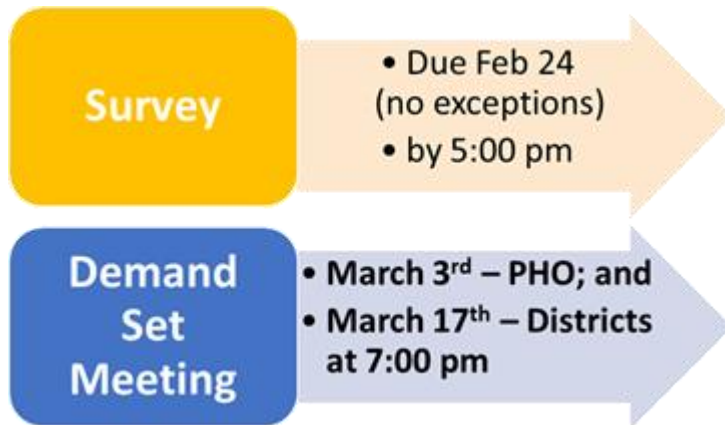 Survey
• Due Feb 24
(no exceptions)
• by 5:00 pm
Demand
Set
Meeting
• March 3rd – PHO; and
• March 17th – Districts
at 7:00 pm